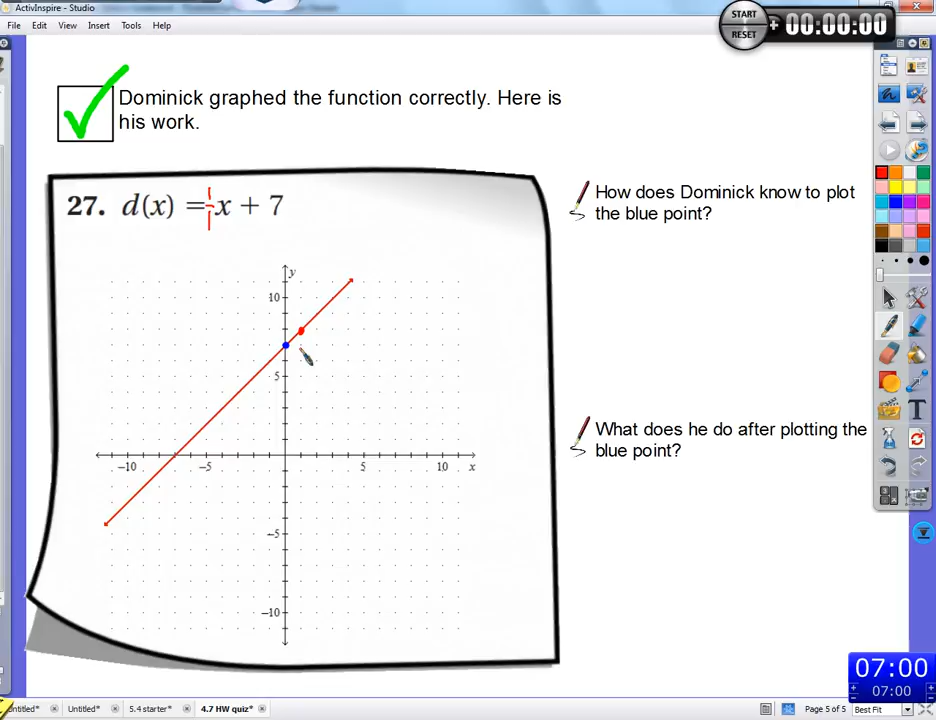 ActivInspire - Studio
File Edit View Insert Tools Help
START
RESET
+ 00:00:00
Dominick graphed the function correctly. Here is
his work.
How does Dominick know to plot
the blue point?
27. d(x) = 1/1 x + 7
y
10
5
-10 -5 5 10 x
-5
-10
What does he do after plotting the
blue point?
07:00
07:00
ntitled* Untitled* 5.4 starter* 4.7 HW quiz* Page 5 of 5 Best Fit